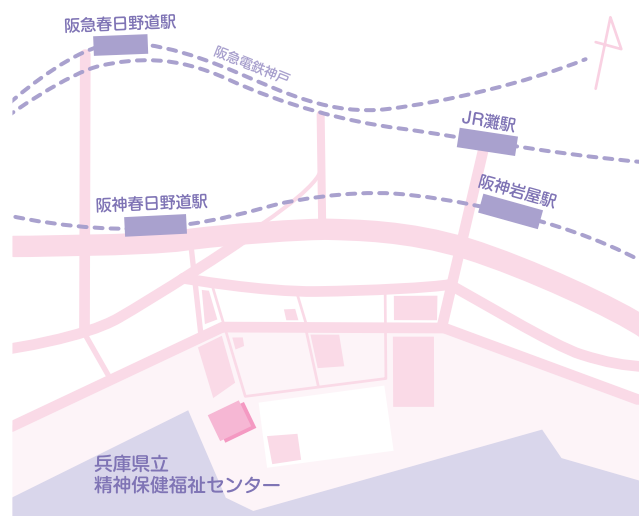 阪急春日野道駅
阪急電鉄神戸
JR灘駅
阪神岩屋駅
阪神春日野道駅
兵庫県立
精神保健福祉センター